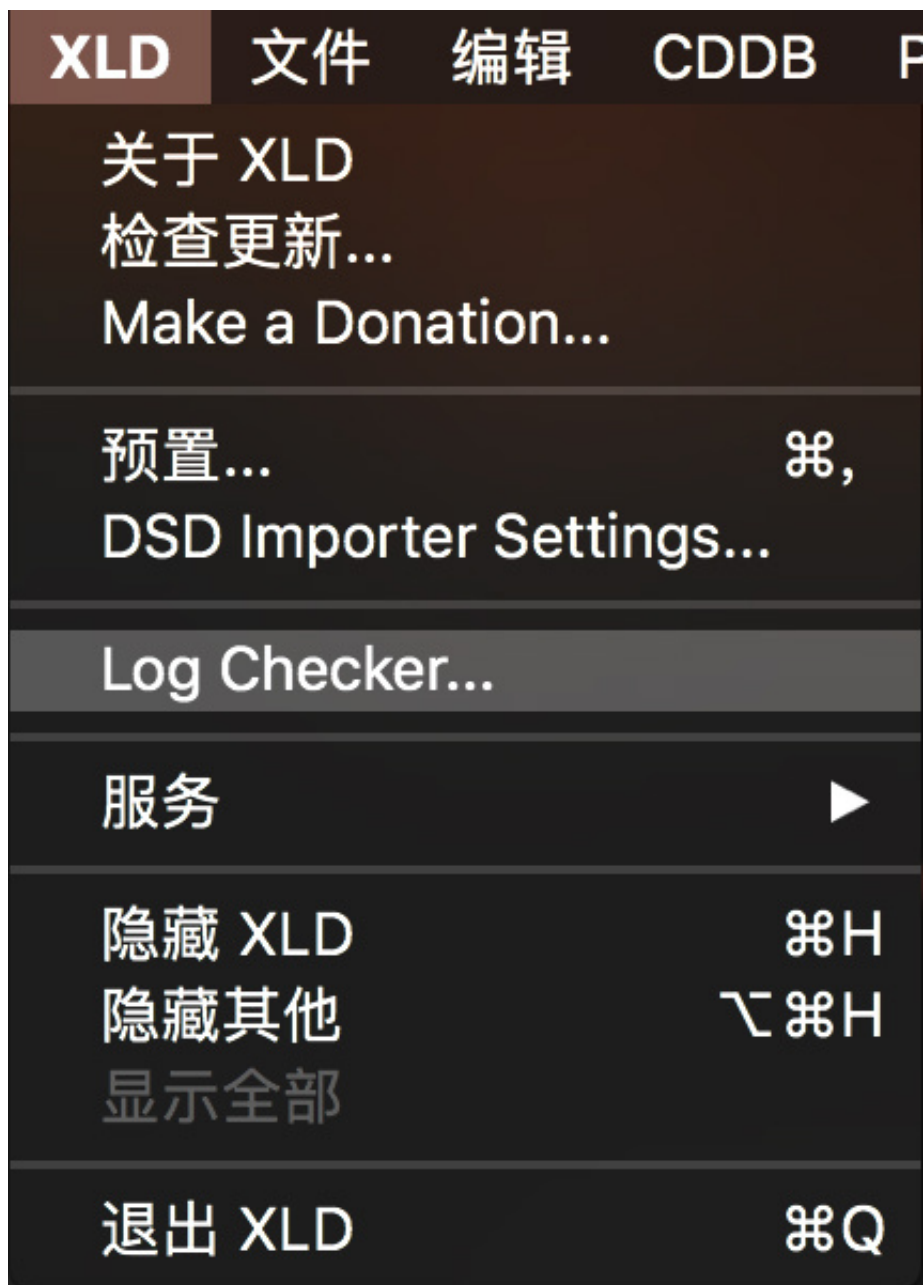 XLD 文件 编辑 CDDB P
关于 XLD
检查更新...
Make a Donation...
预置... ⌘,
DSD Importer Settings...
Log Checker...
服务 ▶
隐藏 XLD ⌘H
隐藏其他 ⌥⌘H
显示全部
退出 XLD ⌘Q